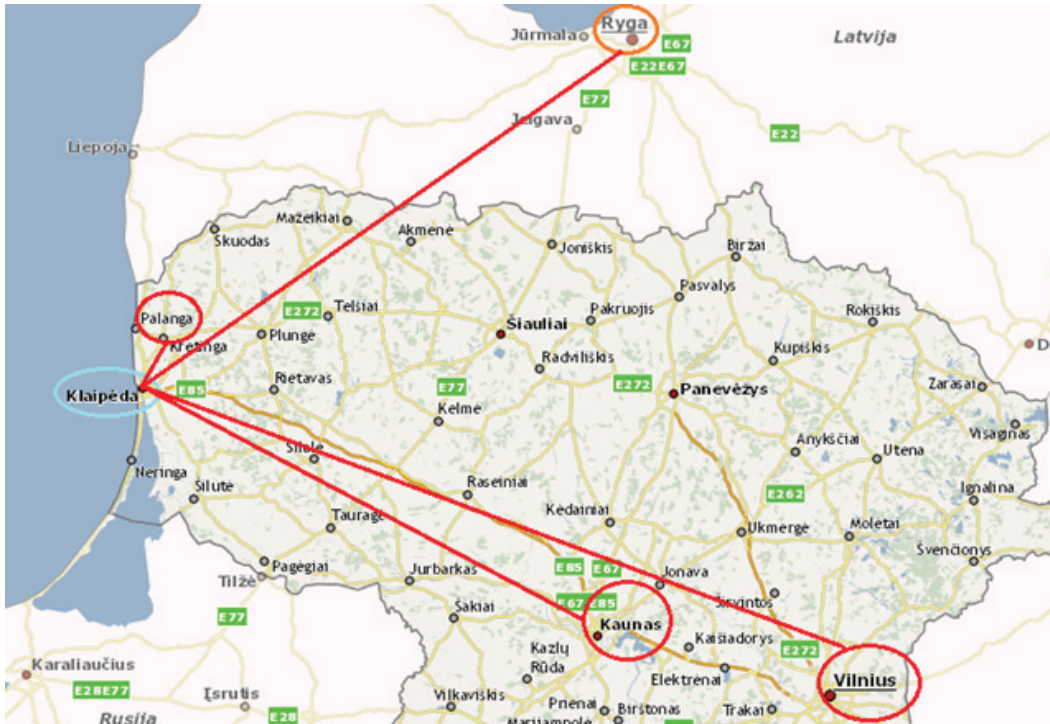 Ryga
Jūrmala
Latvija
E67
E22E67
E77
Jelgava
E22
Liepoja
Mažeikiai
Skuodas
Akmenė
Joniškis
Biržai
Pasvalys
Palanga
E272
Telšiai
Šiauliai
Pakruojis
Rokiškis
Kretinga
Plungė
D
Radviliškis
Kupiškis
Klaipėda
E85
Rietavas
E77
E272
Panevėžys
Zarasai
Kelmė
Visaginas
Anykščiai
Utena
Šilalė
Neringa
Raseiniai
Šilutė
E262
Ignalina
Kėdainiai
Tauragė
Ukmergė
Molėtai
Švenčionys
Pagėgiai
Jurbarkas
E85
E67
Jonava
Tilžė
Širvintos
E67
E85
E77
Šakiai
Kaunas
Kaišiadorys
E272
Kazlų
Rūda
Karaliaučius
Elektrėnai
Vilnius
E28E77
Įsrutis
Vilkaviškis
Prienai
Birštonas
Trakai
Rusija
E28
Marijampolė